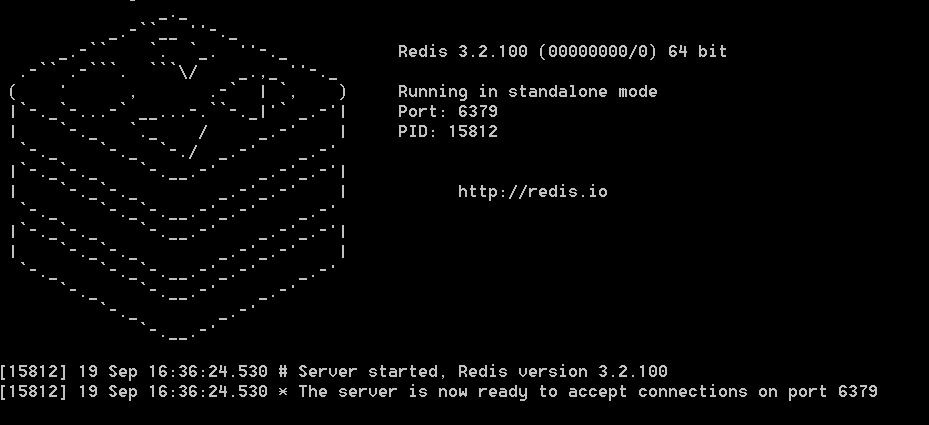 Redis 3.2.100 (00000000/0) 64 bit
Running in standalone mode
Port: 6379
PID: 15812
http://redis.io
[15812] 19 Sep 16:36:24.530 # Server started, Redis version 3.2.100
[15812] 19 Sep 16:36:24.530 * The server is now ready to accept connections on port 6379